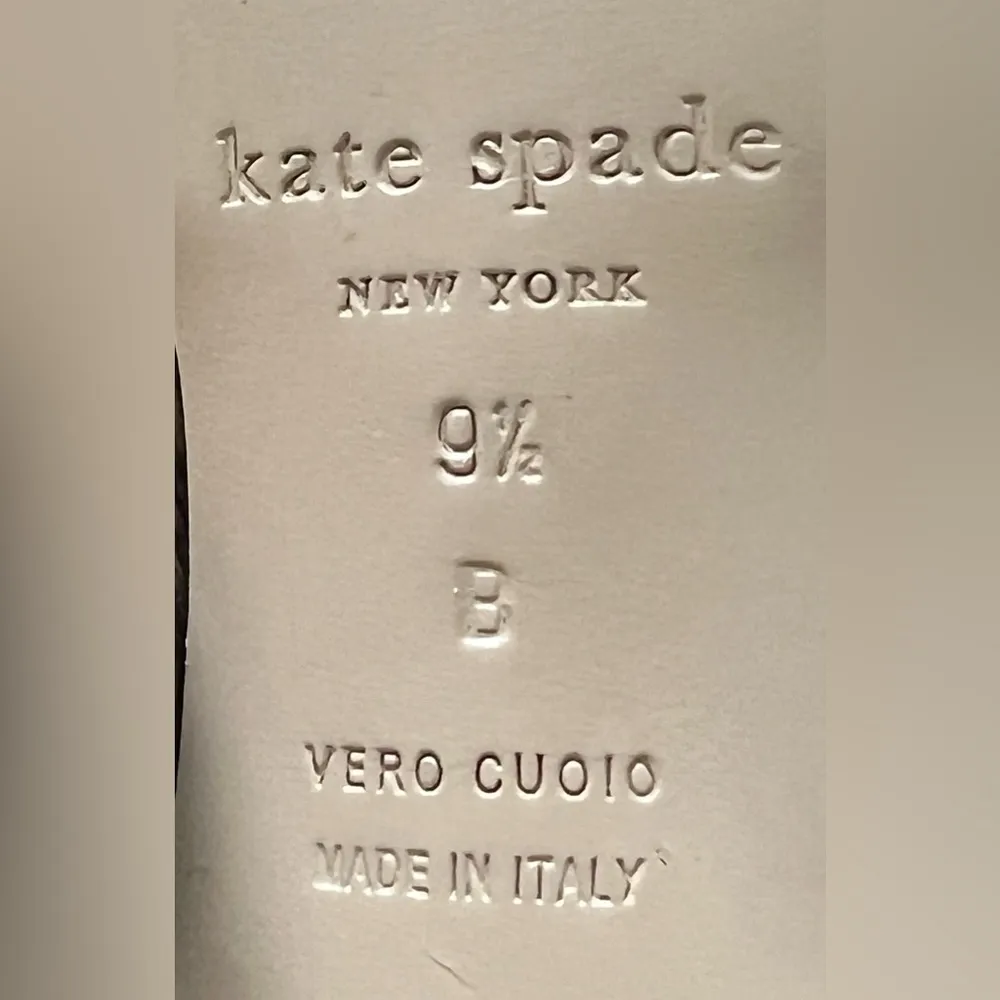 kate spade
NEW YORK
9½
B
VERO CUOIO
MADE IN ITALY